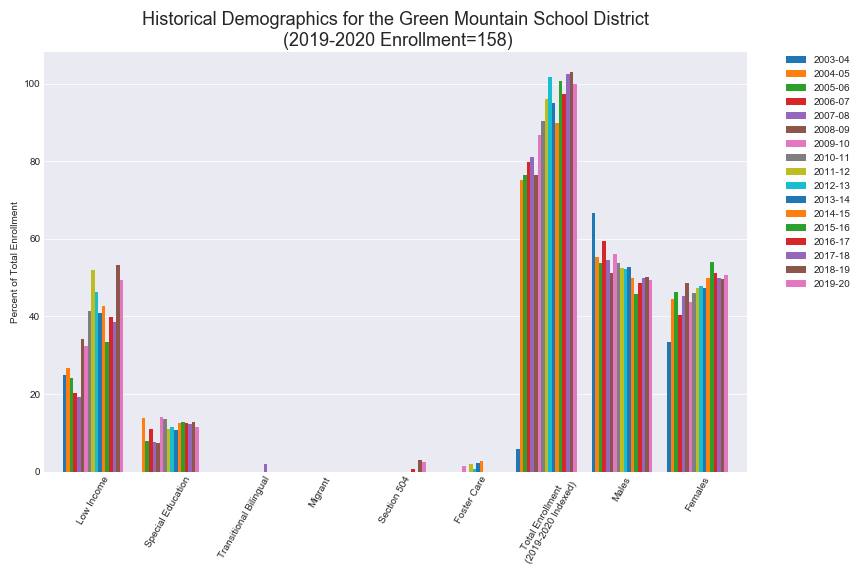 Historical Demographics for the Green Mountain School District
(2019-2020 Enrollment=158)
Percent of Total Enrollment
100
80
60
40
20
0
Low Income
Special Education
Transitional Bilingual
Migrant
Section 504
Foster Care
Total Enrollment
(2019-2020 Indexed)
Males
Females
2003-04
2004-05
2005-06
2006-07
2007-08
2008-09
2009-10
2010-11
2011-12
2012-13
2013-14
2014-15
2015-16
2016-17
2017-18
2018-19
2019-20